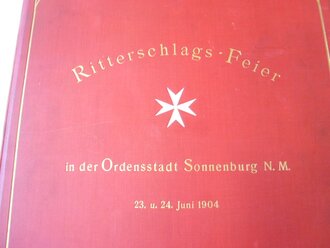 Ritterschlags-Feier
in der Ordensstadt Sonnenburg N.M.
23. u. 24. Juni 1904